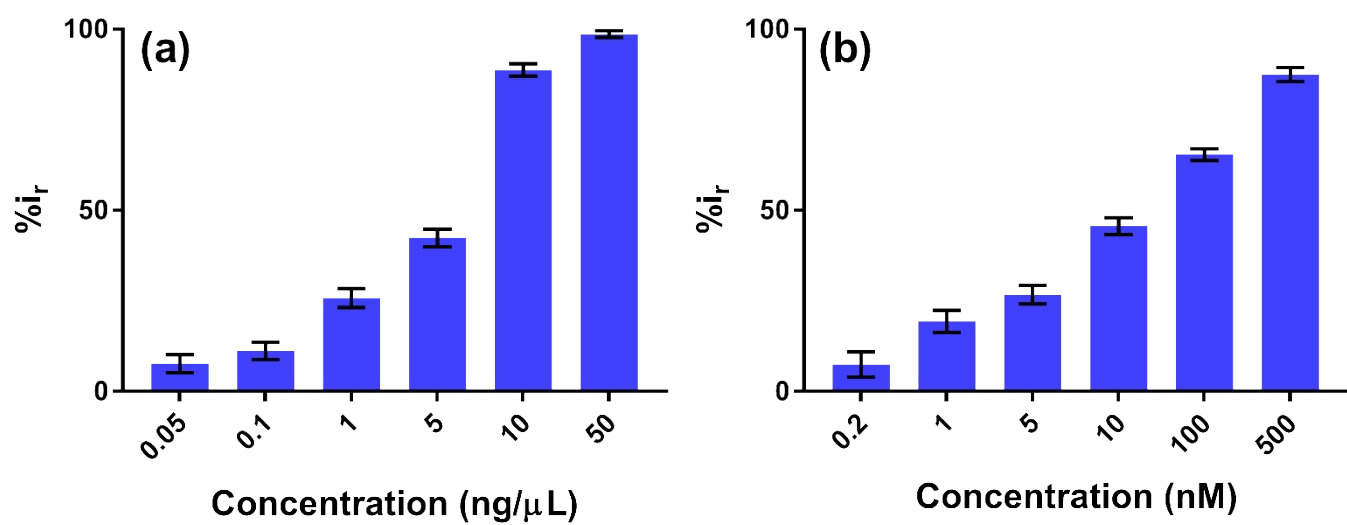 (a)
%iᵣ
100
50
0
0.05 0.1 1 5 10 50
Concentration (ng/μL)
(b)
%iᵣ
100
50
0
0.2 1 5 10 100 500
Concentration (nM)